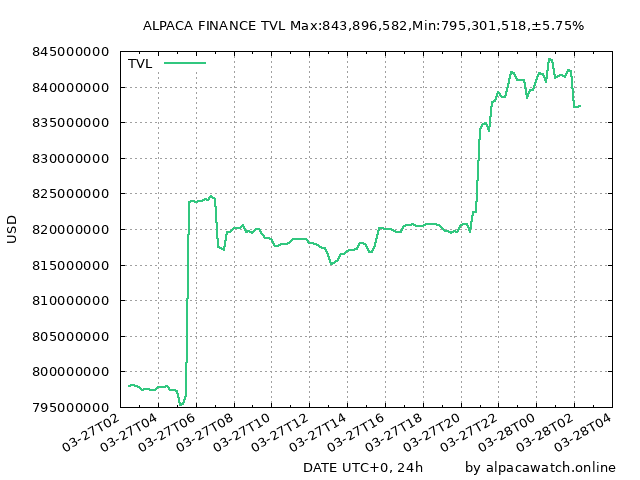 ALPACA FINANCE TVL Max:843,896,582,Min:795,301,518,±5.75%
TVL
845000000
840000000
835000000
830000000
825000000
820000000
815000000
810000000
805000000
800000000
795000000
USD
03-27T02
03-27T04
03-27T06
03-27T08
03-27T10
03-27T12
03-27T14
03-27T16
03-27T18
03-27T20
03-27T22
03-28T00
03-28T02
03-28T04
DATE UTC+0, 24h
by alpacawatch.online